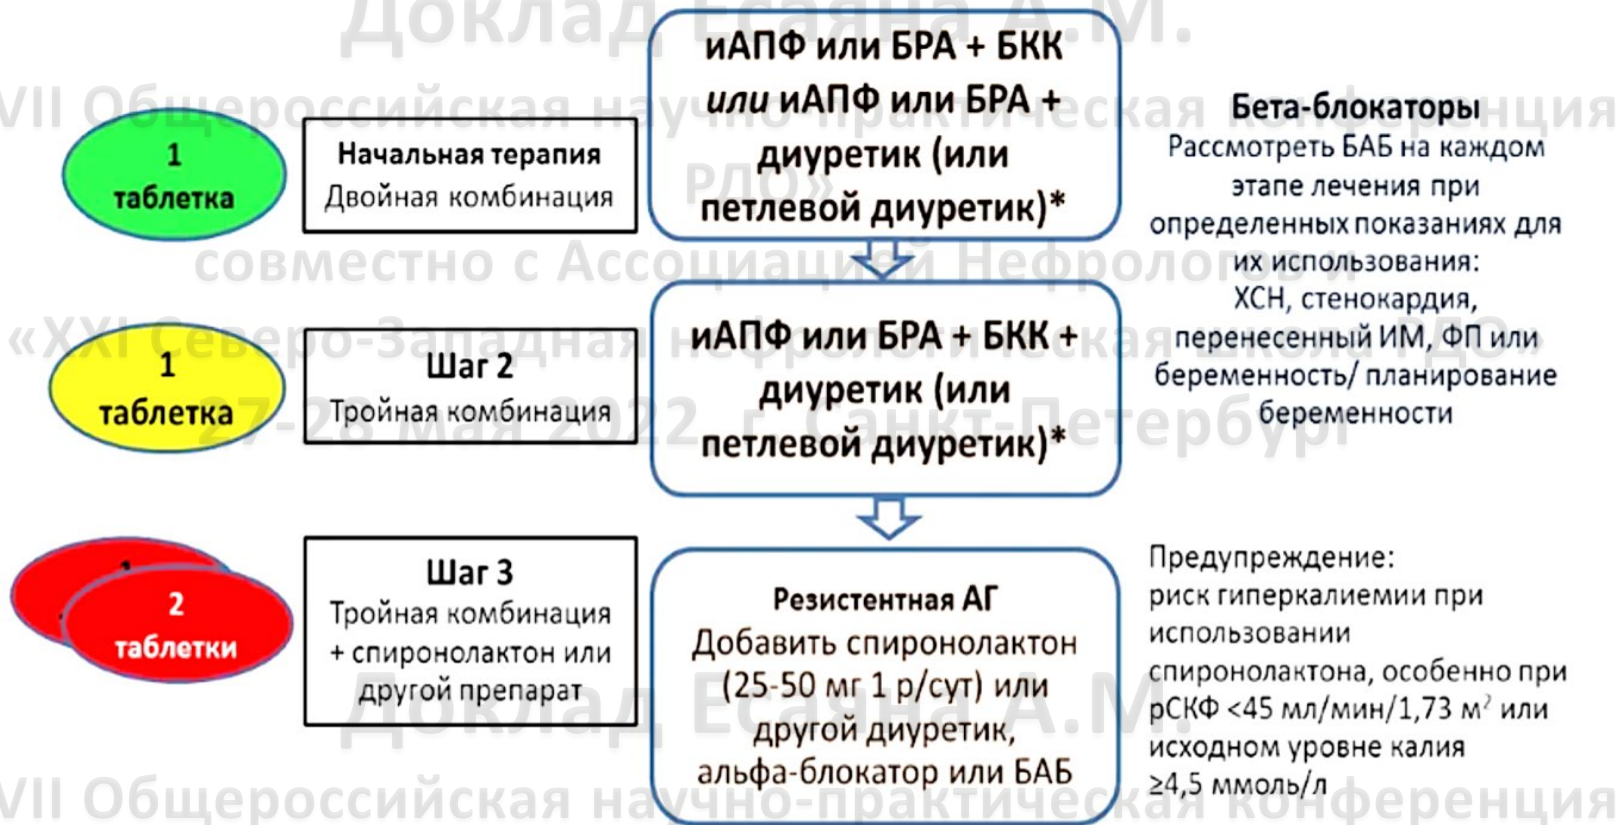 Доклад Есаяна А.М.
VII Общероссийская научно-практическая конференция
РДО»
совместно с Ассоциацией Нефрологов и
«XXI Северо-Западная нефрологическая школа РДО»
27-28 мая 2022 г. Санкт-Петербург
Доклад Есаяна А.М.
VII Общероссийская научно-практическая конференция
1
таблетка
Начальная терапия
Двойная комбинация
иАПФ или БРА + БКК
или иАПФ или БРА +
диуретик (или
петлевой диуретик)*
Бета-блокаторы
Рассмотреть БАБ на каждом
этапе лечения при
определенных показаниях для
их использования:
ХСН, стенокардия,
перенесенный ИМ, ФП или
беременность/ планирование
беременности
1
таблетка
Шаг 2
Тройная комбинация
иАПФ или БРА + БКК +
диуретик (или
петлевой диуретик)*
2
таблетки
Шаг 3
Тройная комбинация
+ спиронолактон или
другой препарат
Резистентная АГ
Добавить спиронолактон
(25-50 мг 1 р/сут) или
другой диуретик,
альфа-блокатор или БАБ
Предупреждение:
риск гиперкалиемии при
использовании
спиронолактона, особенно при
рСКФ <45 мл/мин/1,73 м² или
исходном уровне калия
≥4,5 ммоль/л